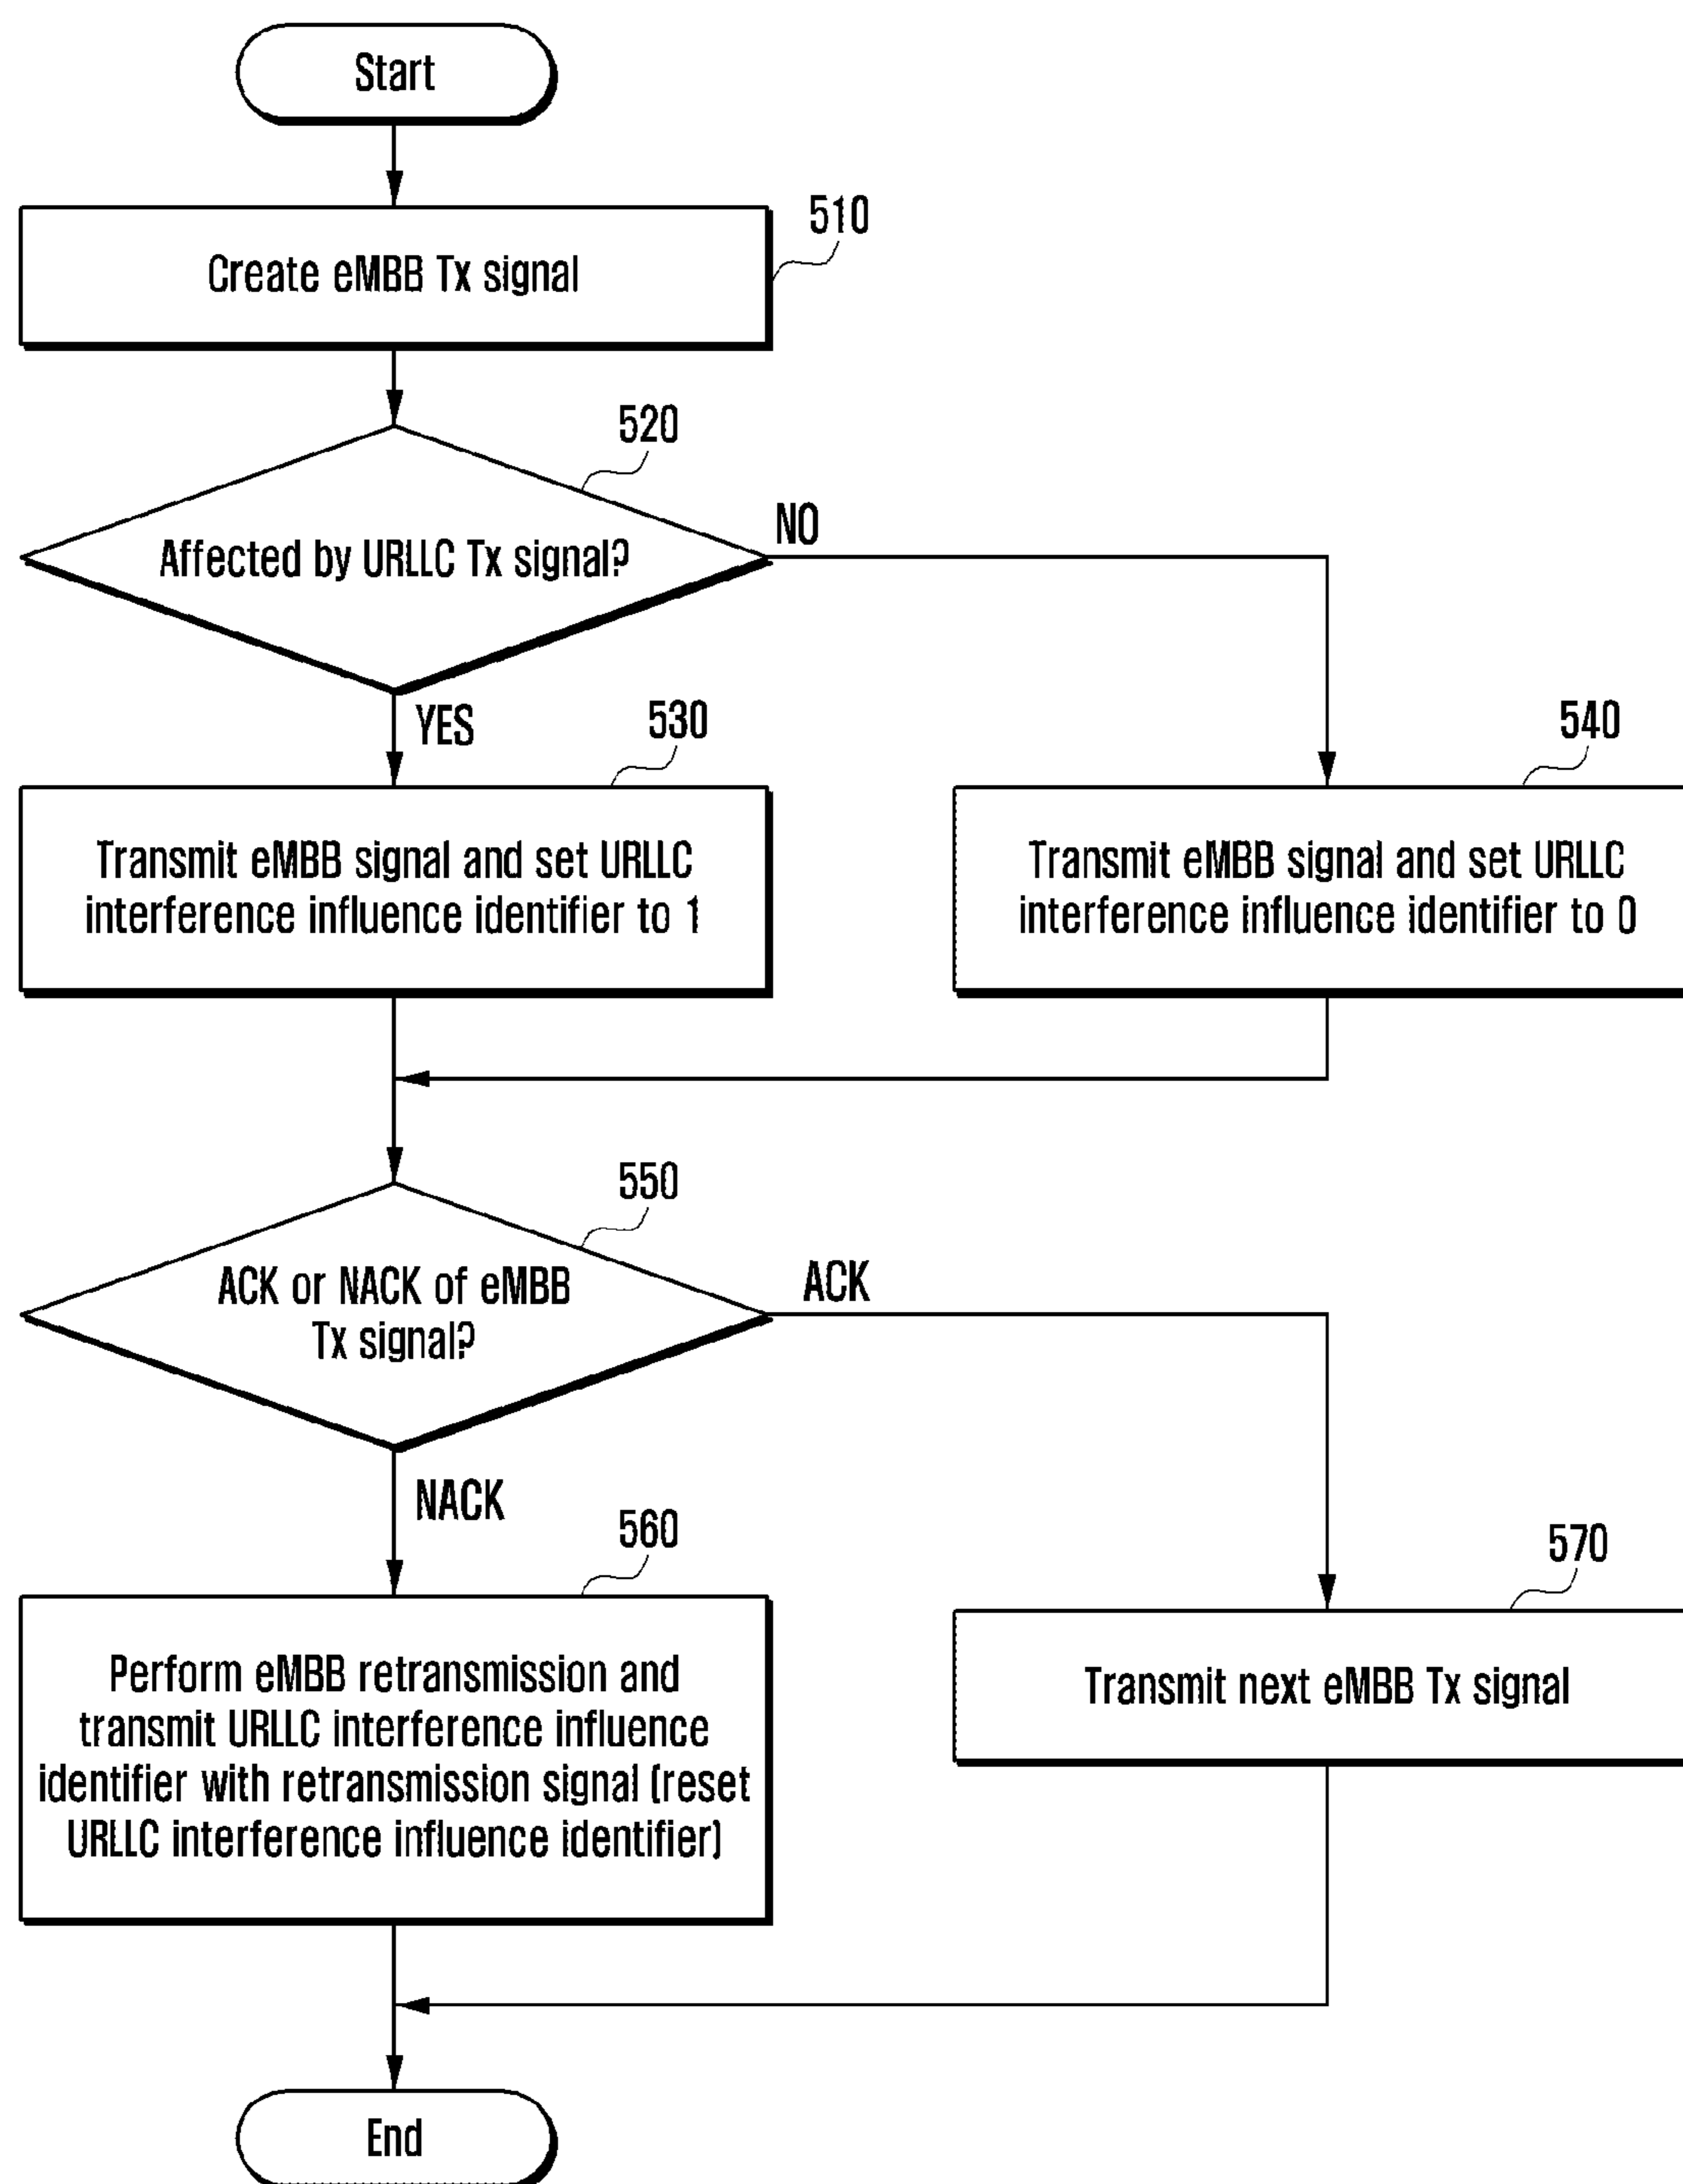 Start
510
Create eMBB Tx signal
520
Affected by URLLC Tx signal?
NO
YES
530
540
Transmit eMBB signal and set URLLC
interference influence identifier to 1
Transmit eMBB signal and set URLLC
interference influence identifier to 0
550
ACK or NACK of eMBB
Tx signal?
ACK
NACK
560
570
Perform eMBB retransmission and
transmit URLLC interference influence
identifier with retransmission signal (reset
URLLC interference influence identifier)
Transmit next eMBB Tx signal
End